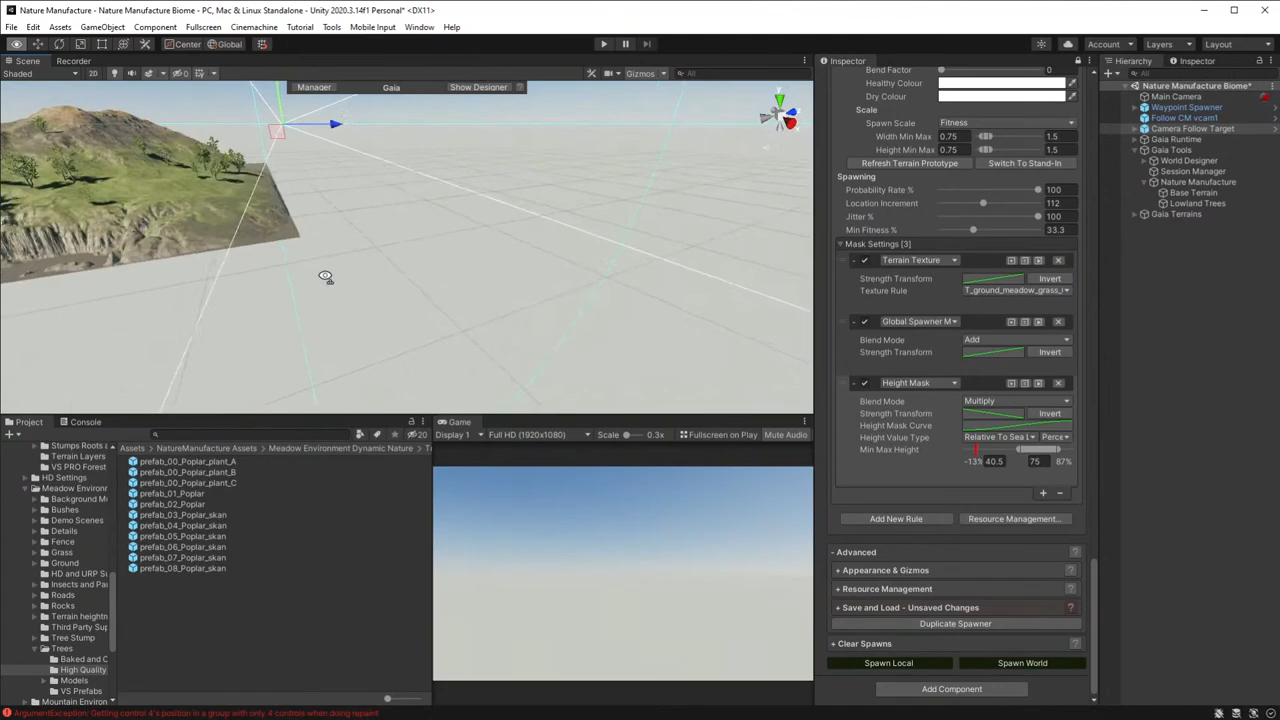 Nature Manufacture - Nature Manufacture Biome - PC, Mac & Linux Standalone - Unity 2020.3.14f1 Personal* <DX11>
File Edit Assets GameObject Component Fullscreen Cinemachine Tutorial Tools Mobile Input Window Help
Center Global Account Layers Layout
Scene Recorder
Shaded 2D 0 Gizmos All
Manager Gaia Show Designer ?
y
Inspector
Bend Factor 0
Healthy Colour
Dry Colour
Scale
Spawn Scale Fitness
Width Min Max 0.75 1.5
Height Min Max 0.75 1.5
Refresh Terrain Prototype Switch To Stand-In
Spawning
Probability Rate % 100
Location Increment 112
Jitter % 100
Min Fitness % 33.3
Mask Settings [3]
Terrain Texture
Strength Transform Invert
Texture Rule T_ground_meadow_grass_
Global Spawner M
Blend Mode Add
Strength Transform Invert
Height Mask
Blend Mode Multiply
Strength Transform Invert
Height Mask Curve
Height Value Type Relative To Sea L Perce
Min Max Height
-13% 40.5 75 87%
+ -
Add New Rule Resource Management...
- Advanced ?
+ Appearance & Gizmos ?
+ Resource Management ?
+ Save and Load - Unsaved Changes ?
Duplicate Spawner
+ Clear Spawns ?
Spawn Local Spawn World
Add Component
Hierarchy Inspector
All
Nature Manufacture Biome*
Main Camera
Waypoint Spawner
Follow CM vcam1
Camera Follow Target
Gaia Runtime
Gaia Tools
World Designer
Session Manager
Nature Manufacture
Base Terrain
Lowland Trees
Gaia Terrains
Project Console
20
Stumps Roots a
Terrain Layers
VS PRO Forest
HD Settings
Meadow Environ
Background M
Bushes
Demo Scenes
Details
Fence
Grass
Ground
HD and URP S
Insects and Pa
Roads
Rocks
Terrain height
Third Party Sup
Tree Stump
Trees
Baked and C
High Quality
Models
VS Prefabs
Mountain Environ
Assets > NatureManufacture Assets > Meadow Environment Dynamic Nature > Tr
prefab_00_Poplar_plant_A
prefab_00_Poplar_plant_B
prefab_00_Poplar_plant_C
prefab_01_Poplar
prefab_02_Poplar
prefab_03_Poplar_skan
prefab_04_Poplar_skan
prefab_05_Poplar_skan
prefab_06_Poplar_skan
prefab_07_Poplar_skan
prefab_08_Poplar_skan
Game
Display 1 Full HD (1920x1080) Scale 0.3x Fullscreen on Play Mute Audio
ArgumentException: Getting control 4's position in a group with only 4 controls when doing repaint